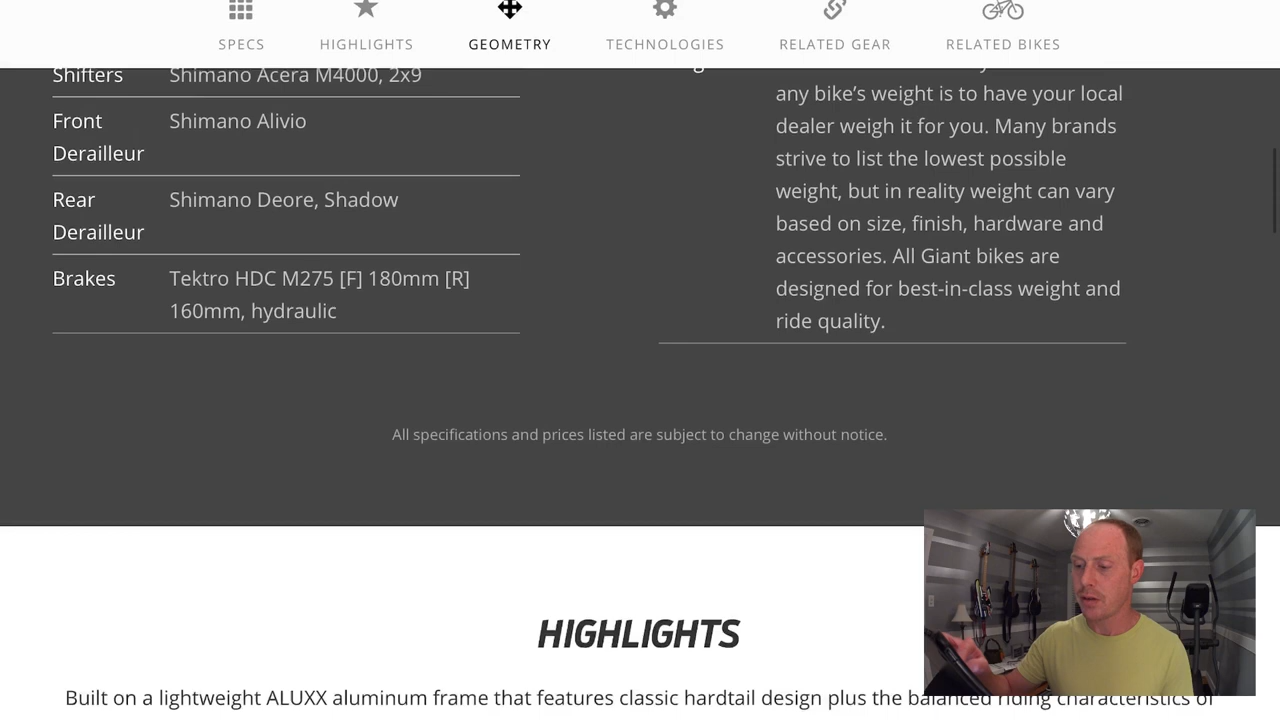 SPECS
HIGHLIGHTS
GEOMETRY
TECHNOLOGIES
RELATED GEAR
RELATED BIKES
Shifters Shimano Acera M4000, 2x9
Front Derailleur Shimano Alivio
Rear Derailleur Shimano Deore, Shadow
Brakes Tektro HDC M275 [F] 180mm [R]
160mm, hydraulic
any bike’s weight is to have your local
dealer weigh it for you. Many brands
strive to list the lowest possible
weight, but in reality weight can vary
based on size, finish, hardware and
accessories. All Giant bikes are
designed for best-in-class weight and
ride quality.
All specifications and prices listed are subject to change without notice.
HIGHLIGHTS
Built on a lightweight ALUXX aluminum frame that features classic hardtail design plus the balanced riding characteristics of